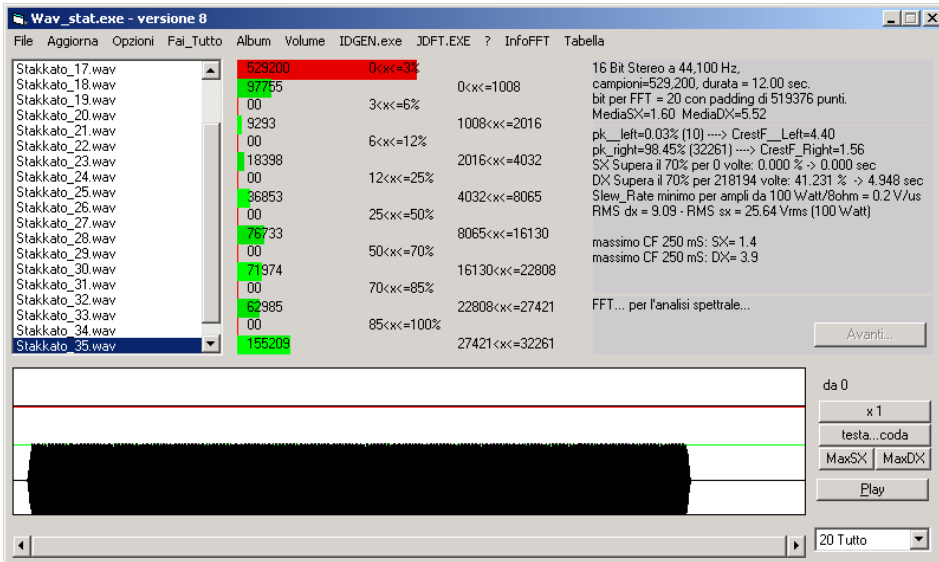 Wav_stat.exe - versione 8
File Aggiorna Opzioni Fai_Tutto Album Volume IDGEN.exe JDFT.EXE ? InfoFFT Tabella
Stakkato_17.wav
Stakkato_18.wav
Stakkato_19.wav
Stakkato_20.wav
Stakkato_21.wav
Stakkato_22.wav
Stakkato_23.wav
Stakkato_24.wav
Stakkato_25.wav
Stakkato_26.wav
Stakkato_27.wav
Stakkato_28.wav
Stakkato_29.wav
Stakkato_30.wav
Stakkato_31.wav
Stakkato_32.wav
Stakkato_33.wav
Stakkato_34.wav
Stakkato_35.wav
529200 0<x<=3%
97755 0<x<=1008
00 3<x<=6%
9293 1008<x<=2016
00 6<x<=12%
18398 2016<x<=4032
00 12<x<=25%
36853 4032<x<=8065
00 25<x<=50%
76733 8065<x<=16130
00 50<x<=70%
71974 16130<x<=22808
00 70<x<=85%
62985 22808<x<=27421
00 85<x<=100%
155209 27421<x<=32261
16 Bit Stereo a 44,100 Hz,
campioni=529,200, durata = 12.00 sec.
bit per FFT = 20 con padding di 519376 punti.
MediaSX=1.60 MediaDX=5.52
pk__left=0.03% (10) ----> CrestF__Left=4.40
pk_right=98.45% (32261) ----> CrestF_Right=1.56
SX Supera il 70% per 0 volte: 0.000 % -> 0.000 sec
DX Supera il 70% per 218194 volte: 41.231 % -> 4.948 sec
Slew_Rate minimo per ampli da 100 Watt/8ohm = 0.2 V/us
RMS dx = 9.09 - RMS sx = 25.64 Vrms (100 Watt)
massimo CF 250 mS: SX= 1.4
massimo CF 250 mS: DX= 3.9
FFT... per l'analisi spettrale...
Avanti...
da 0
x 1
testa...coda
MaxSX MaxDX
Play
20 Tutto